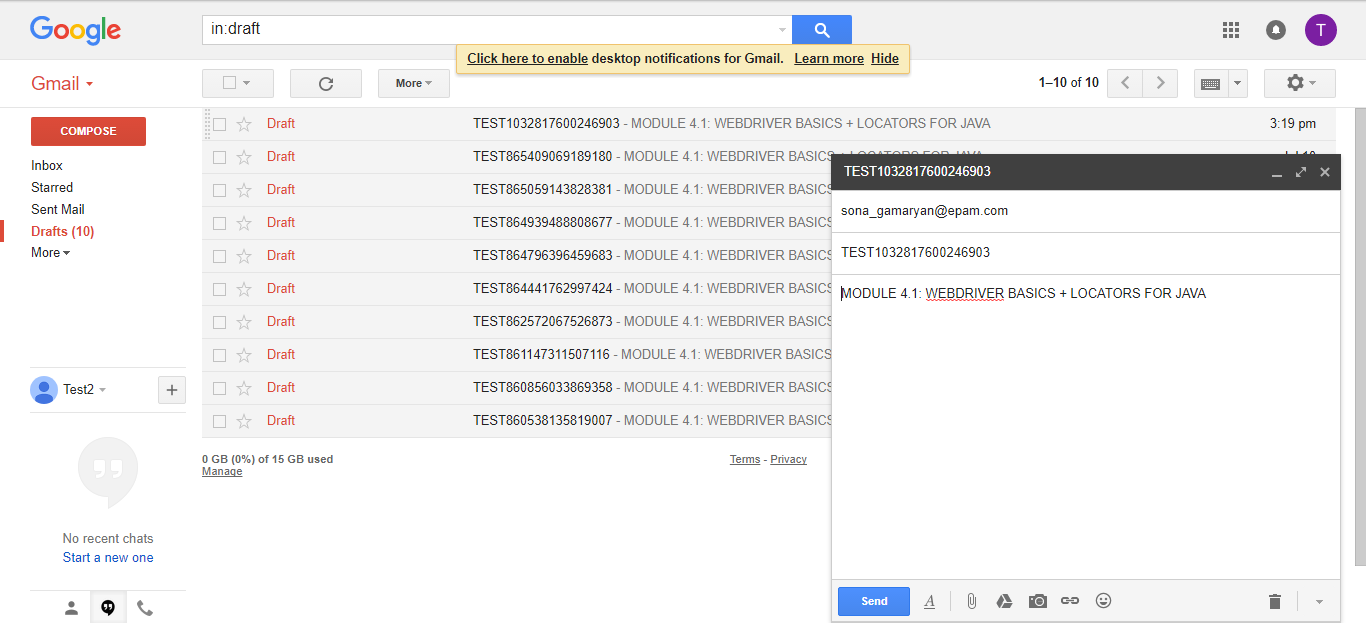 Google
in:draft
T
Click here to enable desktop notifications for Gmail. Learn more Hide
Gmail
More
1–10 of 10
COMPOSE
Inbox
Starred
Sent Mail
Drafts (10)
More
Draft TEST1032817600246903 - MODULE 4.1: WEBDRIVER BASICS + LOCATORS FOR JAVA 3:19 pm
Draft TEST865409069189180 - MODULE 4.1: WEBDRIVER BASICS + LOCATORS FOR JAVA
Draft TEST865059143828381 - MODULE 4.1: WEBDRIVER BASICS
Draft TEST864939488808677 - MODULE 4.1: WEBDRIVER BASICS
Draft TEST864796396459683 - MODULE 4.1: WEBDRIVER BASICS
Draft TEST864441762997424 - MODULE 4.1: WEBDRIVER BASICS
Draft TEST862572067526873 - MODULE 4.1: WEBDRIVER BASICS
Draft TEST861147311507116 - MODULE 4.1: WEBDRIVER BASICS
Draft TEST860856033869358 - MODULE 4.1: WEBDRIVER BASICS
Draft TEST860538135819007 - MODULE 4.1: WEBDRIVER BASICS
0 GB (0%) of 15 GB used
Manage
Terms - Privacy
Test2
No recent chats
Start a new one
TEST1032817600246903
sona_gamaryan@epam.com
TEST1032817600246903
MODULE 4.1: WEBDRIVER BASICS + LOCATORS FOR JAVA
Send
A